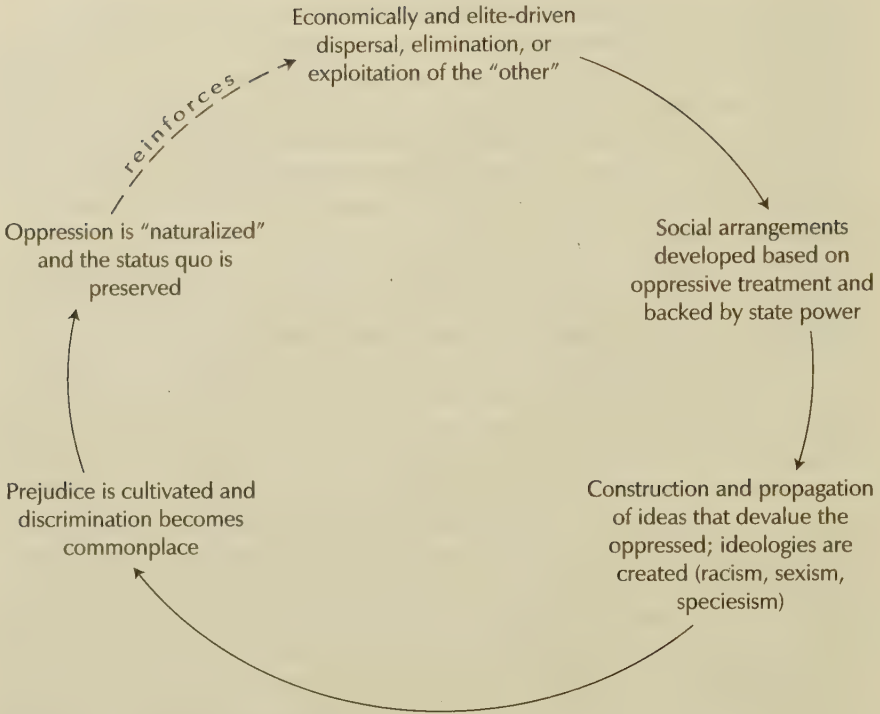 Economically and elite-driven
dispersal, elimination, or
exploitation of the "other"
Social arrangements
developed based on
oppressive treatment and
backed by state power
Construction and propagation
of ideas that devalue the
oppressed; ideologies are
created (racism, sexism,
speciesism)
Prejudice is cultivated and
discrimination becomes
commonplace
Oppression is "naturalized"
and the status quo is
preserved
reinforces